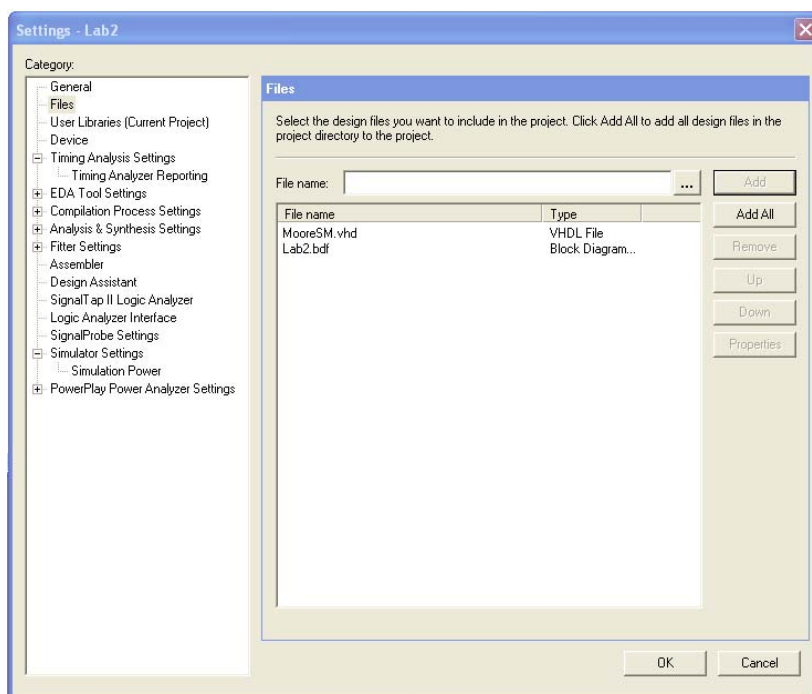 Settings - Lab2
Category:
General
Files
User Libraries (Current Project)
Device
Timing Analysis Settings
Timing Analyzer Reporting
EDA Tool Settings
Compilation Process Settings
Analysis & Synthesis Settings
Fitter Settings
Assembler
Design Assistant
SignalTap II Logic Analyzer
Logic Analyzer Interface
SignalProbe Settings
Simulator Settings
Simulation Power
PowerPlay Power Analyzer Settings
Files
Select the design files you want to include in the project. Click Add All to add all design files in the
project directory to the project.
File name: ... Add
File name Type Add All
MooreSM.vhd VHDL File
Lab2.bdf Block Diagram... Remove
Up
Down
Properties
OK Cancel